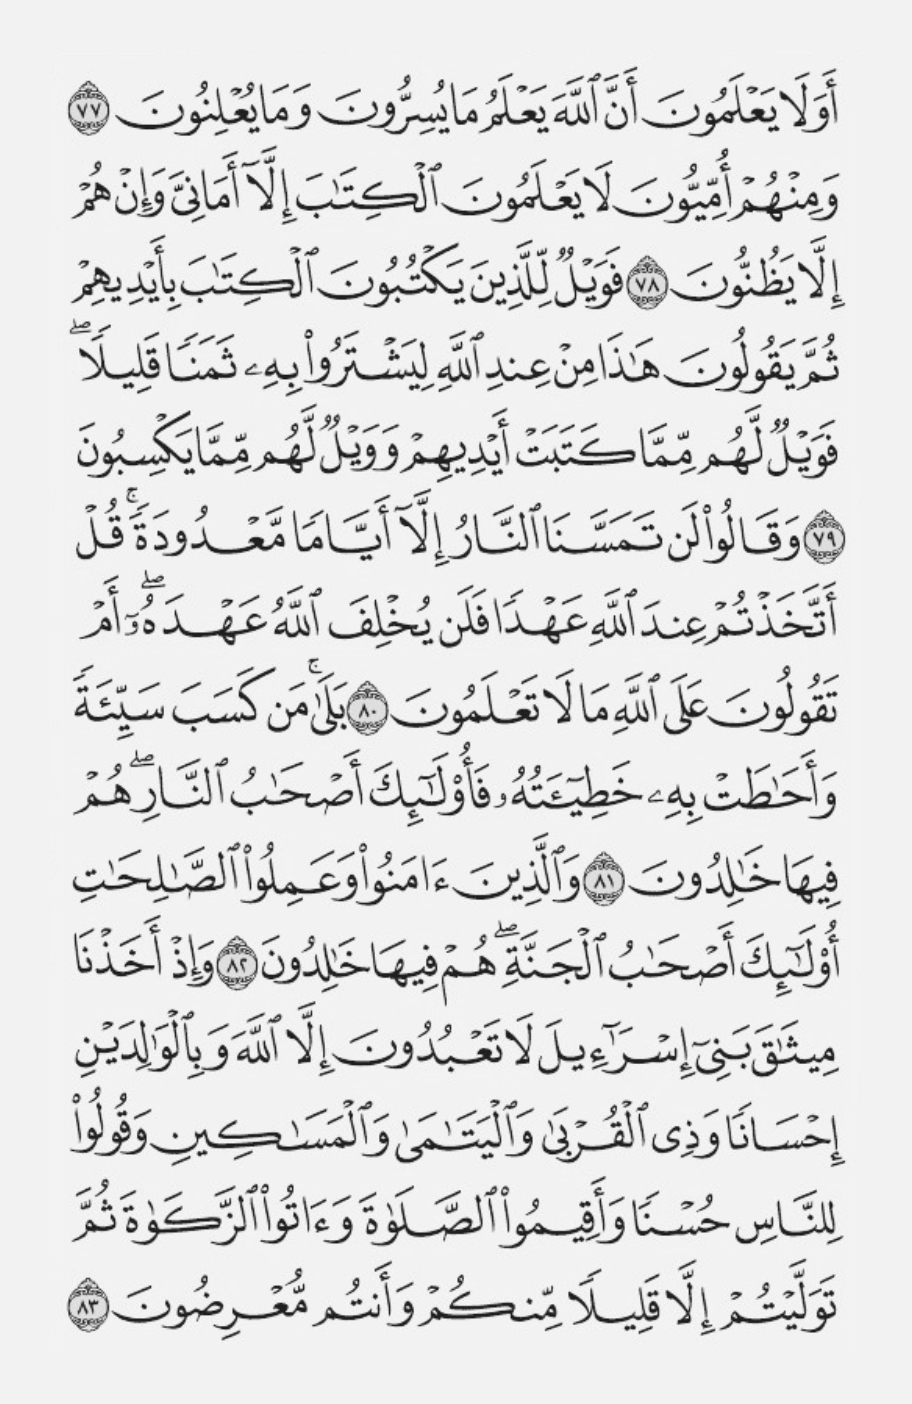 أَوَلَا يَعْلَمُونَ أَنَّ ٱللَّهَ يَعْلَمُ مَا يُسِرُّونَ وَمَا يُعْلِنُونَ ٧٧
وَمِنْهُمْ أُمِّيُّونَ لَا يَعْلَمُونَ ٱلْكِتَٰبَ إِلَّآ أَمَانِيَّ وَإِنْ هُمْ
إِلَّا يَظُنُّونَ ٧٨ فَوَيْلٌ لِّلَّذِينَ يَكْتُبُونَ ٱلْكِتَٰبَ بِأَيْدِيهِمْ
ثُمَّ يَقُولُونَ هَٰذَا مِنْ عِندِ ٱللَّهِ لِيَشْتَرُوا۟ بِهِۦ ثَمَنًا قَلِيلًا ۖ
فَوَيْلٌ لَّهُم مِّمَّا كَتَبَتْ أَيْدِيهِمْ وَوَيْلٌ لَّهُم مِّمَّا يَكْسِبُونَ
٧٩ وَقَالُوا۟ لَن تَمَسَّنَا ٱلنَّارُ إِلَّآ أَيَّامًا مَّعْدُودَةً ۚ قُلْ
أَتَّخَذْتُمْ عِندَ ٱللَّهِ عَهْدًا فَلَن يُخْلِفَ ٱللَّهُ عَهْدَهُۥٓ ۖ أَمْ
تَقُولُونَ عَلَى ٱللَّهِ مَا لَا تَعْلَمُونَ ٨٠ بَلَىٰ ۚ مَن كَسَبَ سَيِّئَةً
وَأَحَٰطَتْ بِهِۦ خَطِيٓـَٔتُهُۥ فَأُو۟لَٰٓئِكَ أَصْحَٰبُ ٱلنَّارِ ۖ هُمْ
فِيهَا خَٰلِدُونَ ٨١ وَٱلَّذِينَ ءَامَنُوا۟ وَعَمِلُوا۟ ٱلصَّٰلِحَٰتِ
أُو۟لَٰٓئِكَ أَصْحَٰبُ ٱلْجَنَّةِ ۖ هُمْ فِيهَا خَٰلِدُونَ ٨٢ وَإِذْ أَخَذْنَا
مِيثَٰقَ بَنِىٓ إِسْرَٰٓءِيلَ لَا تَعْبُدُونَ إِلَّا ٱللَّهَ وَبِٱلْوَٰلِدَيْنِ
إِحْسَانًا وَذِى ٱلْقُرْبَىٰ وَٱلْيَتَٰمَىٰ وَٱلْمَسَٰكِينِ وَقُولُوا۟
لِلنَّاسِ حُسْنًا وَأَقِيمُوا۟ ٱلصَّلَوٰةَ وَءَاتُوا۟ ٱلزَّكَوٰةَ ثُمَّ
تَوَلَّيْتُمْ إِلَّا قَلِيلًا مِّنكُمْ وَأَنتُم مُّعْرِضُونَ ٨٣